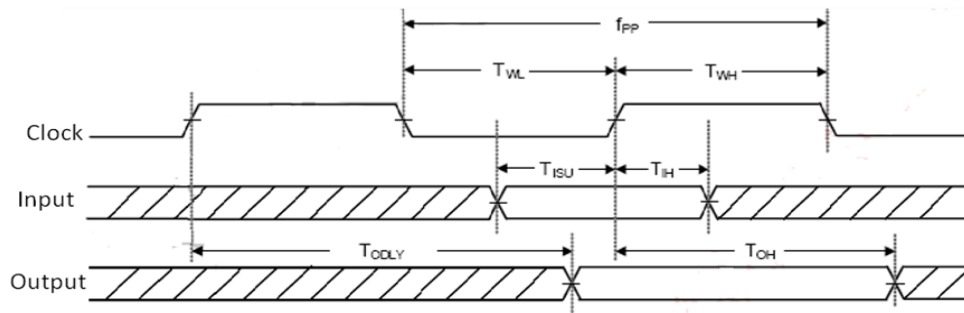 fPP
TWL TWH
Clock
TISU TIH
Input
TODLY TOH
Output